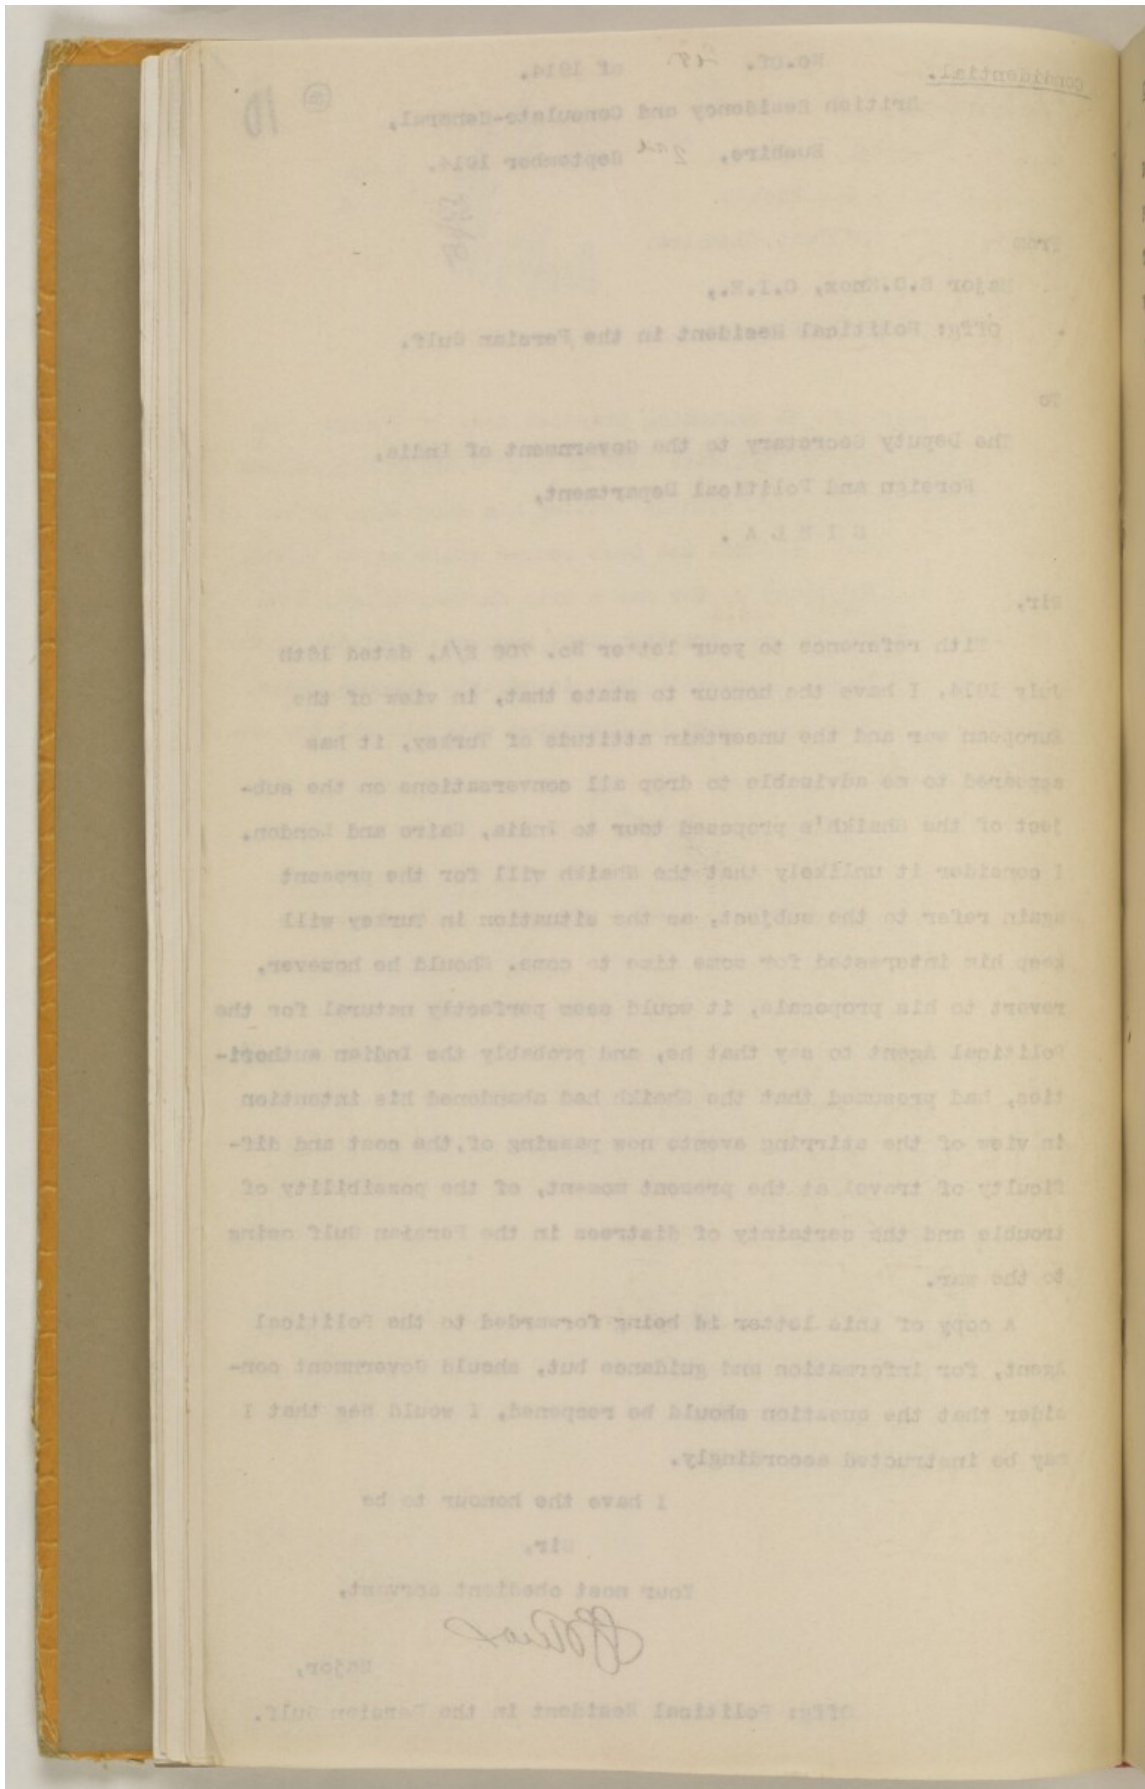 Confidential.
No.CF. of 1914.
British Residency and Consulate-General,
Bushire, 2nd September 1914.
10
From
Major S.G.Knox, C.I.E.,
Offg: Political Resident in the Persian Gulf.
To
The Deputy Secretary to the Government of India,
Foreign and Political Department,
S I M L A .
Sir,
With reference to your letter No. 702 E/A, dated 16th
July 1914, I have the honour to state that, in view of the
European war and the uncertain attitude of Turkey, it has
appeared to me advisable to drop all conversations on the sub-
ject of the Shaikh's proposed tour to India, Cairo and London.
I consider it unlikely that the Sheikh will for the present
again refer to the subject, as the situation in Turkey will
keep him interested for some time to come. Should he however,
revert to his proposals, it would seem perfectly natural for the
Political Agent to say that he, and probably the Indian authori-
ties, had presumed that the Sheikh had abandoned his intention
in view of the stirring events now passing of, the cost and dif-
ficulty of travel at the present moment, of the possibility of
trouble and the certainty of distress in the Persian Gulf owing
to the war.
A copy of this letter is being forwarded to the Political
Agent, for information and guidance but, should Government con-
sider that the question should be reopened, I would beg that I
may be instructed accordingly.
I have the honour to be
Sir,
Your most obedient servant,
SGKnox
Major,
Offg: Political Resident in the Persian Gulf.